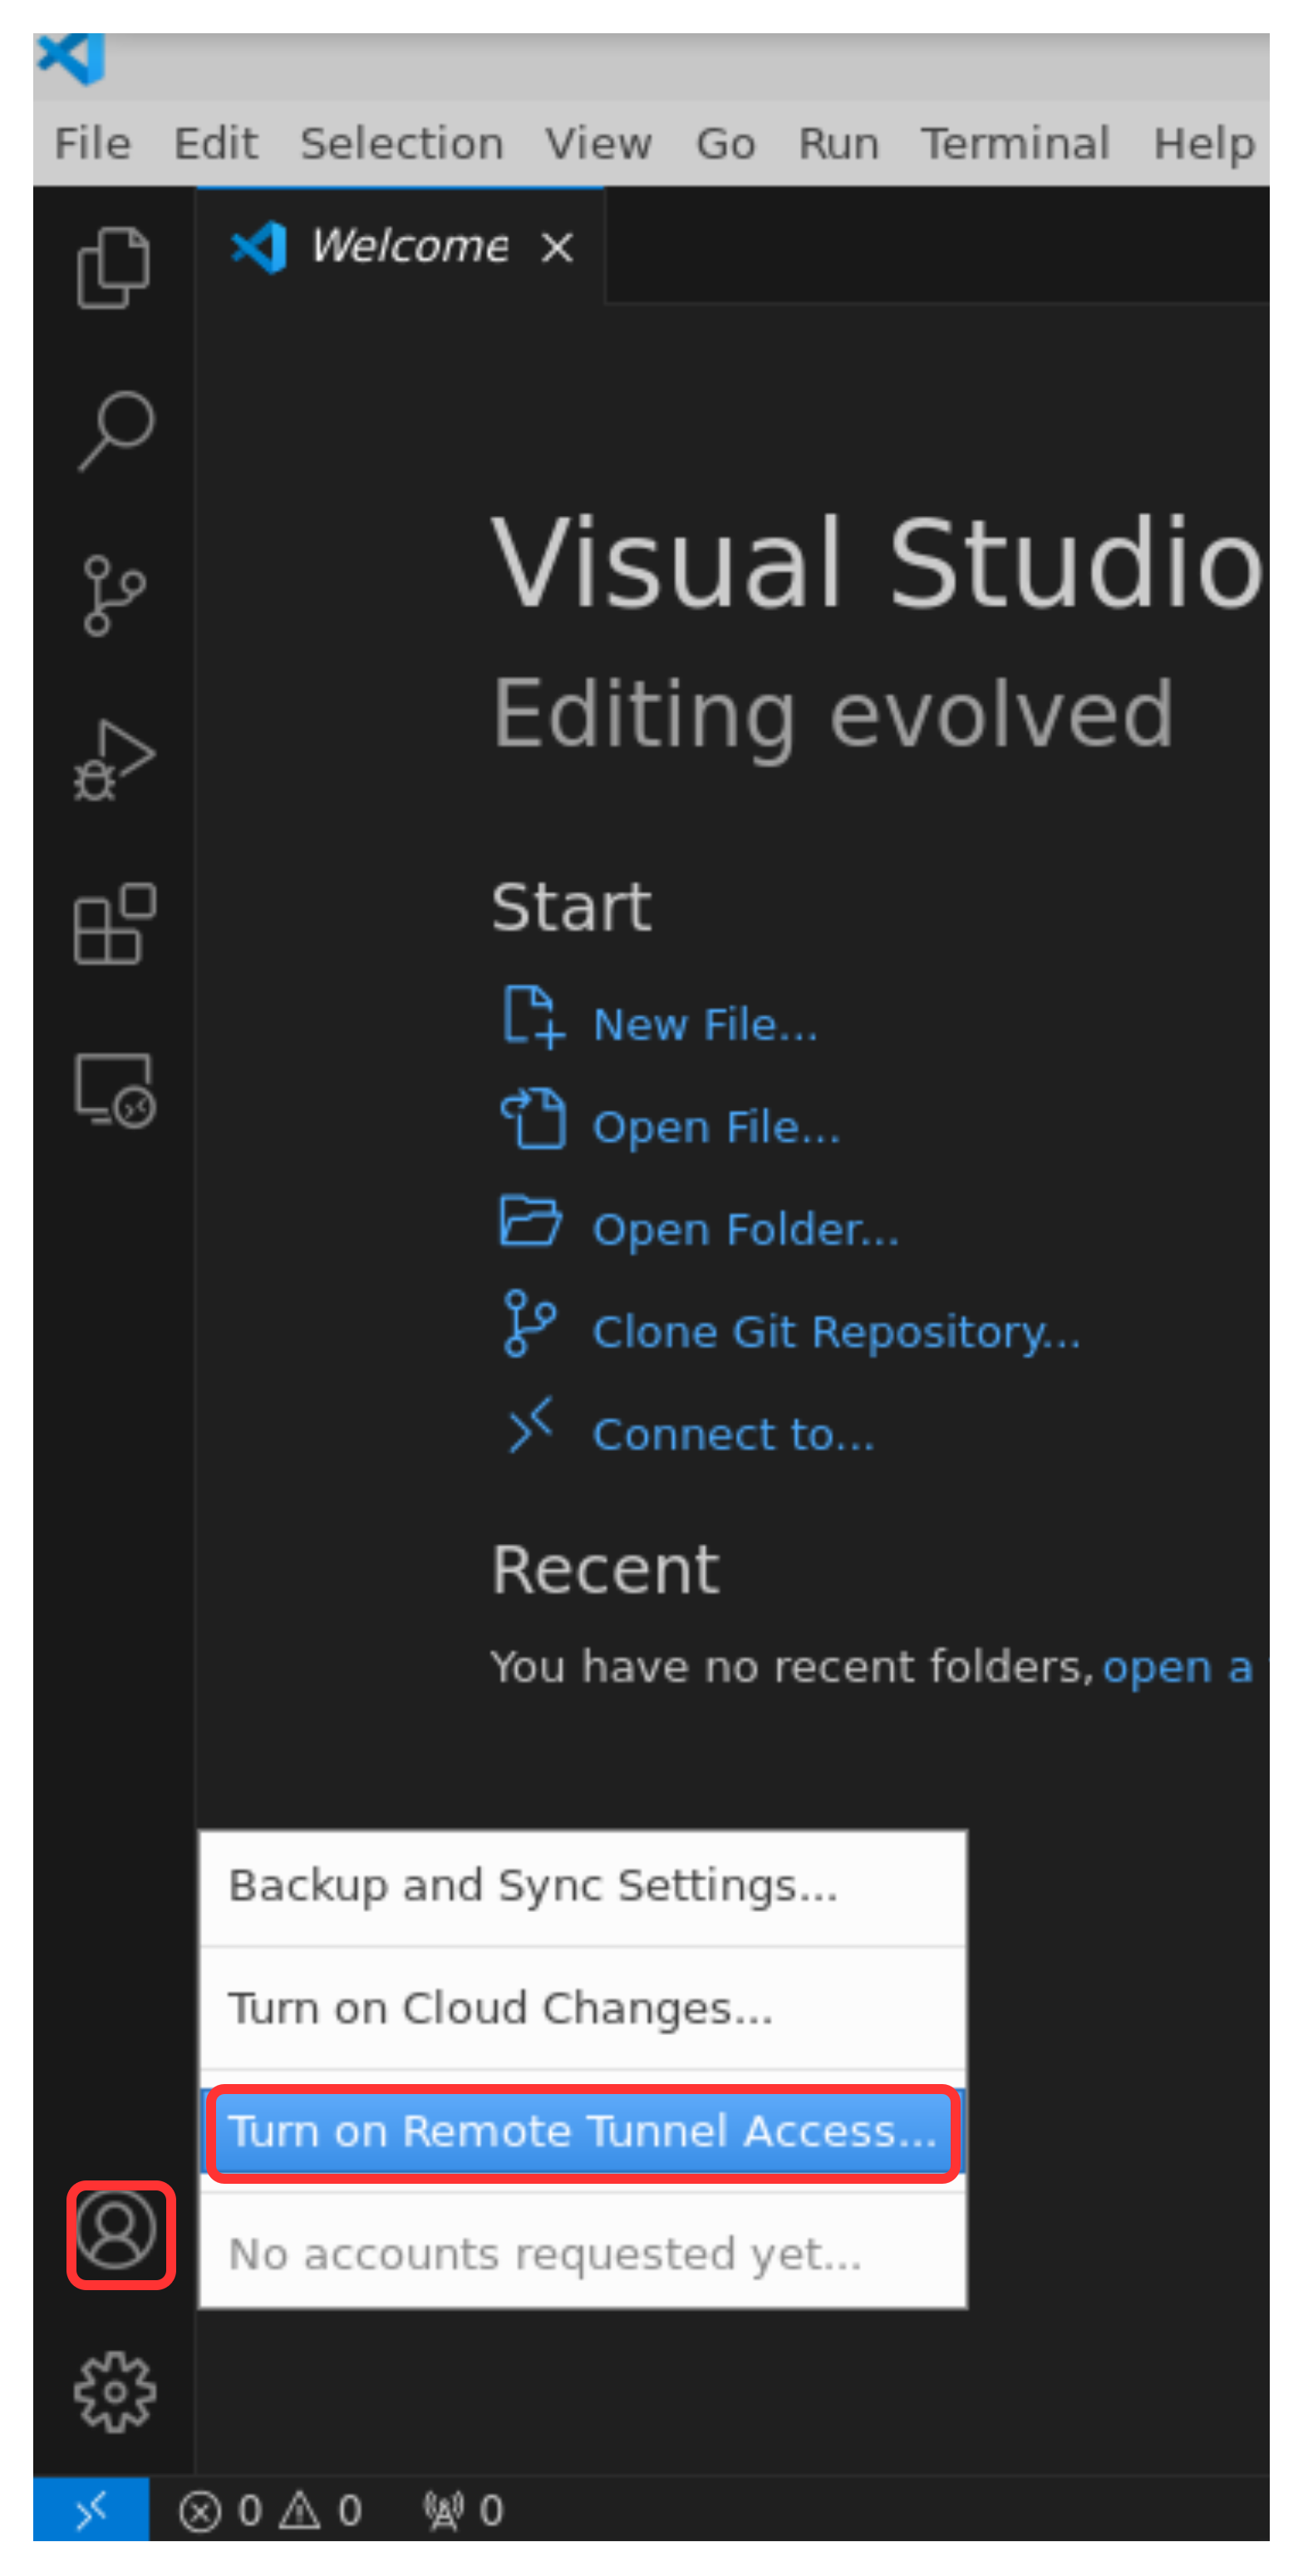 File Edit Selection View Go Run Terminal Help
Welcome
Visual Studio
Editing evolved
Start
New File...
Open File...
Open Folder...
Clone Git Repository...
Connect to...
Recent
You have no recent folders, open a
Backup and Sync Settings...
Turn on Cloud Changes...
Turn on Remote Tunnel Access...
No accounts requested yet...
0 0 0